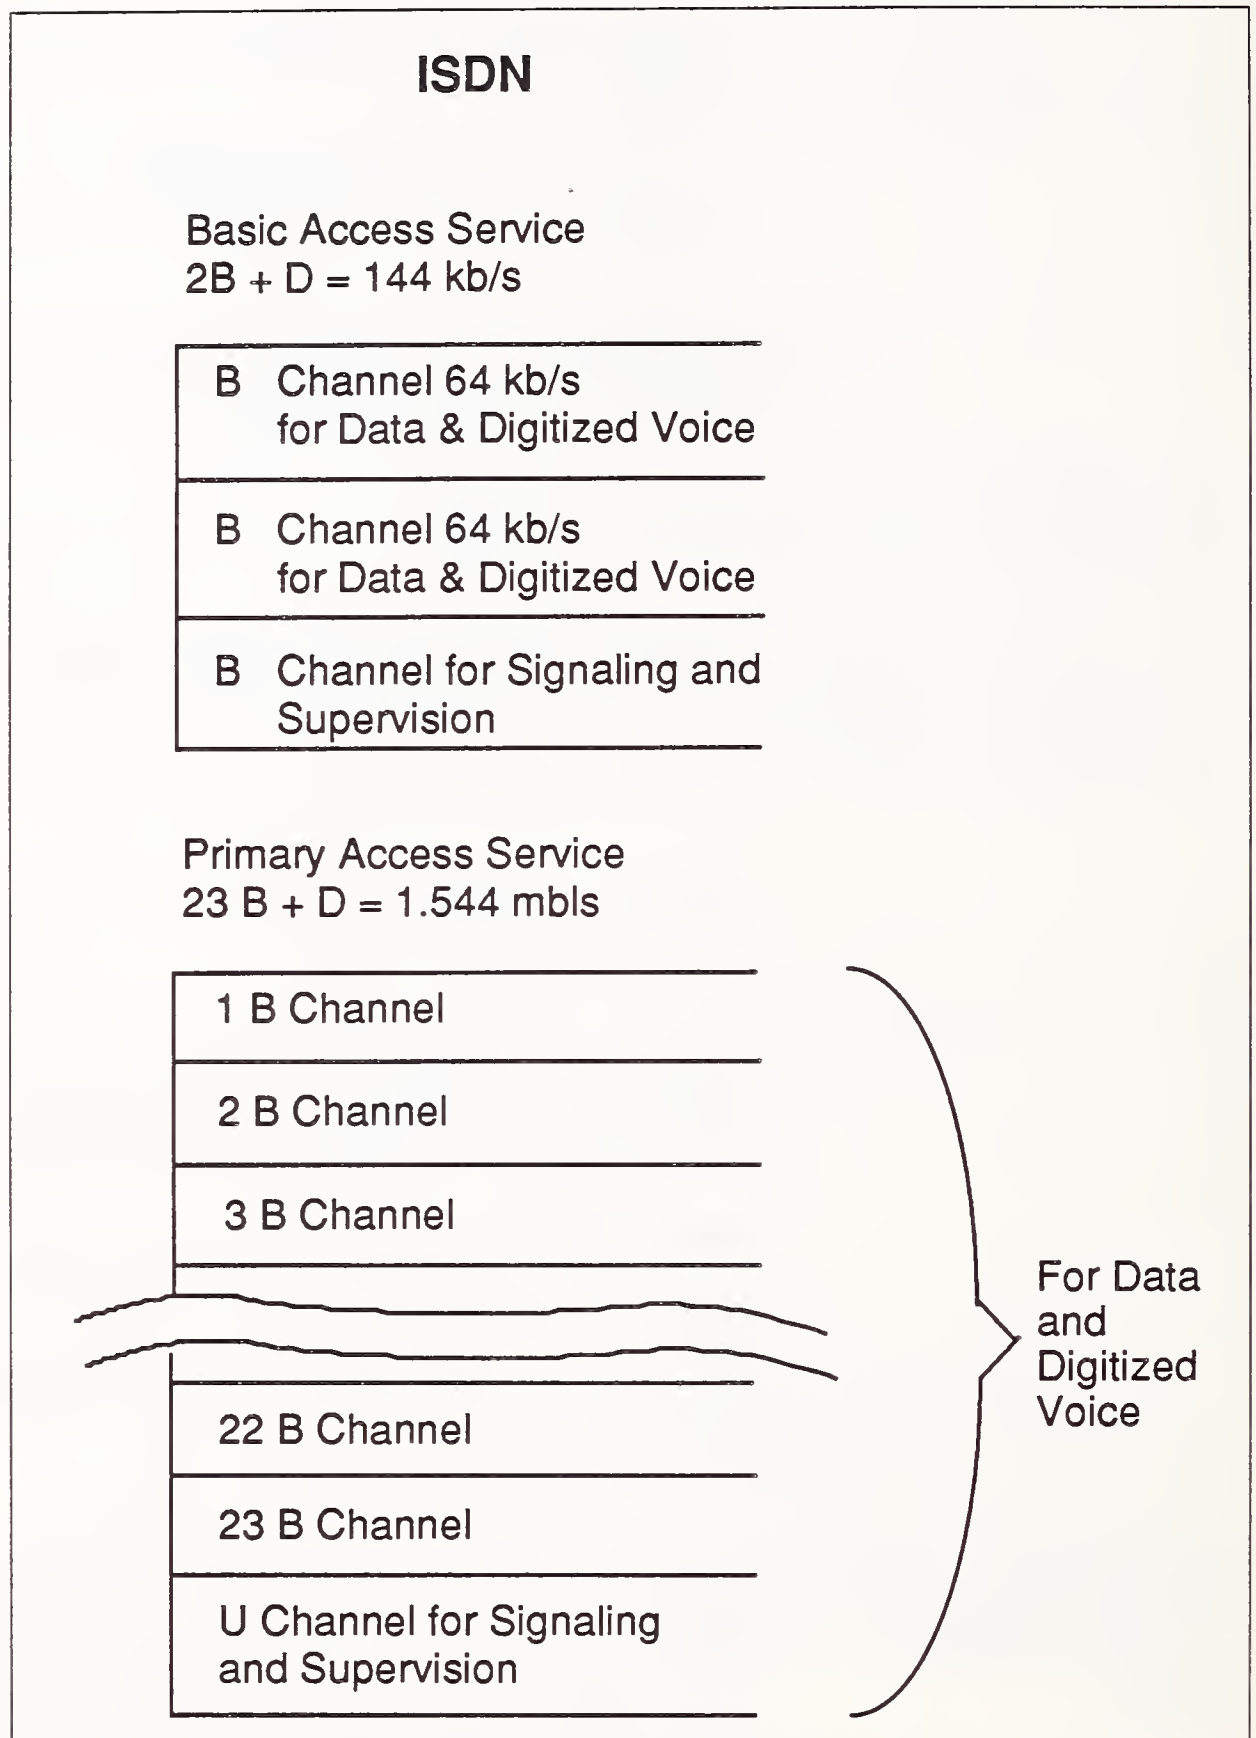 ISDN
Basic Access Service
2B + D = 144 kb/s
B Channel 64 kb/s
for Data & Digitized Voice
B Channel 64 kb/s
for Data & Digitized Voice
B Channel for Signaling and
Supervision
Primary Access Service
23 B + D = 1.544 mbls
1 B Channel
2 B Channel
3 B Channel
22 B Channel
23 B Channel
U Channel for Signaling
and Supervision
For Data
and
Digitized
Voice